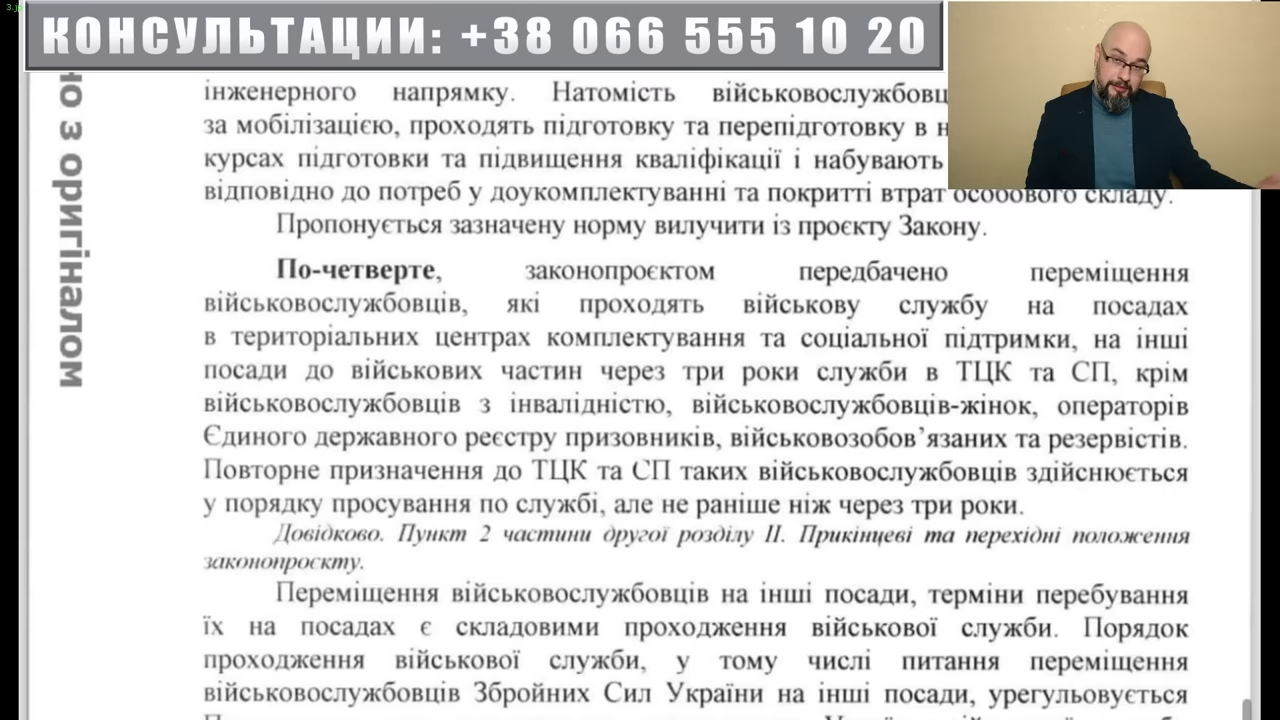 3.jp
КОНСУЛЬТАЦИИ: +38 066 555 10 20
но з оригіналом
інженерного напрямку. Натомість
за мобілізацією, проходять підготовку та перепідготовку в
курсах підготовки та підвищення кваліфікації і набувають
відповідно до потреб у доукомплектуванні та покритті втрат особового складу.
Пропонується зазначену норму вилучити із проєкту Закону.
По-четверте, законопроєктом передбачено переміщення
військовослужбовців, які проходять військову службу на посадах
в територіальних центрах комплектування та соціальної підтримки, на інші
посади до військових частин через три роки служби в ТЦК та СП, крім
військовослужбовців з інвалідністю, військовослужбовців-жінок, операторів
Єдиного державного реєстру призовників, військовозобов’язаних та резервістів.
Повторне призначення до ТЦК та СП таких військовослужбовців здійснюється
у порядку просування по службі, але не раніше ніж через три роки.
Довідково. Пункт 2 частини другої розділу II. Прикінцеві та перехідні положення
законопроєкту.
Переміщення військовослужбовців на інші посади, терміни перебування
їх на посадах є складовими проходження військової служби. Порядок
проходження військової служби, у тому числі питання переміщення
військовослужбовців Збройних Сил України на інші посади, урегульовується